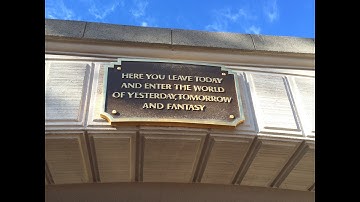 HERE YOU LEAVE TODAY
AND ENTER THE WORLD
OF YESTERDAY, TOMORROW
AND FANTASY